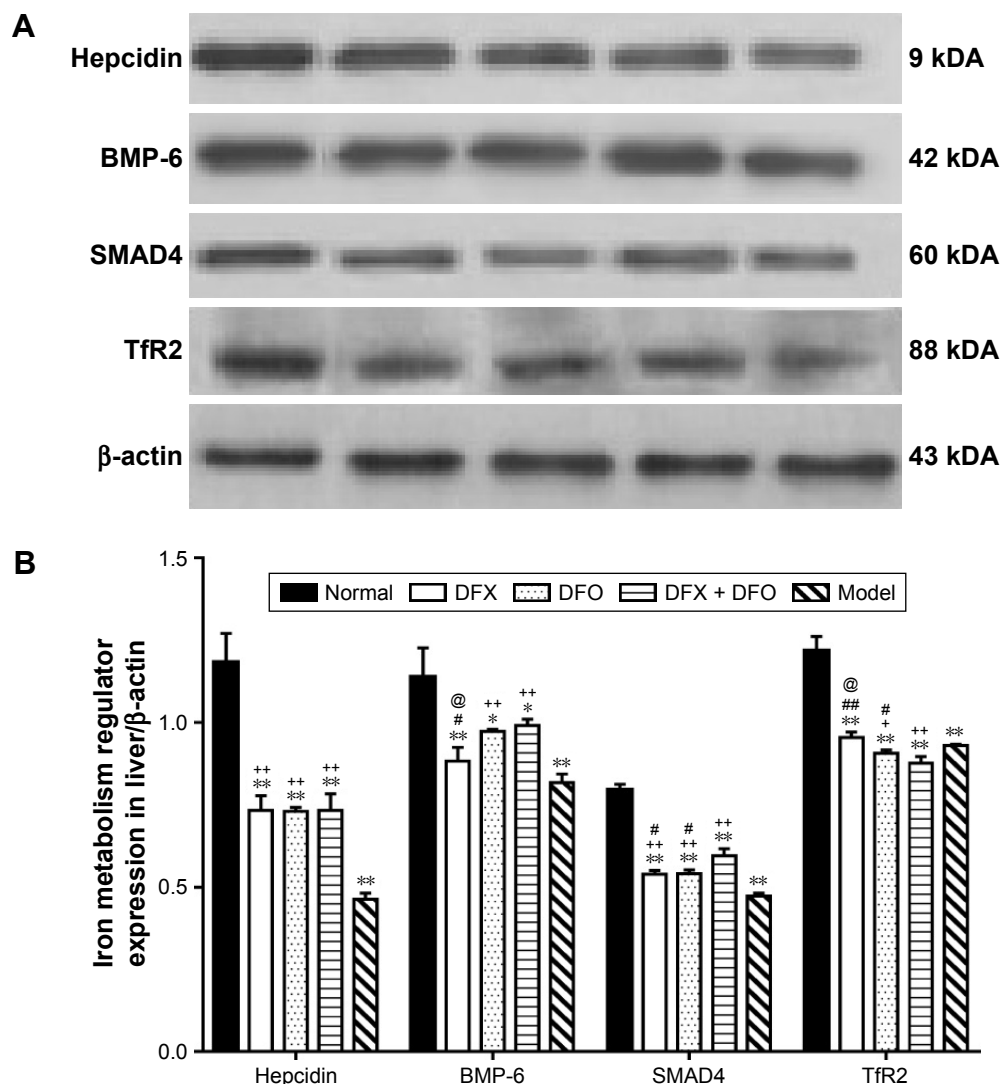 A
Hepcidin 9 kDA
BMP-6 42 kDA
SMAD4 60 kDA
TfR2 88 kDA
β-actin 43 kDA
B
Iron metabolism regulator
expression in liver/β-actin
1.5
1.0
0.5
0.0
Normal DFX DFO DFX + DFO Model
++ ++ ++
** ** ** **
@ ++ ++
# * *
** **
# # ++
++ ++ **
** ** **
@ # ++ **
## + **
** **
Hepcidin BMP-6 SMAD4 TfR2